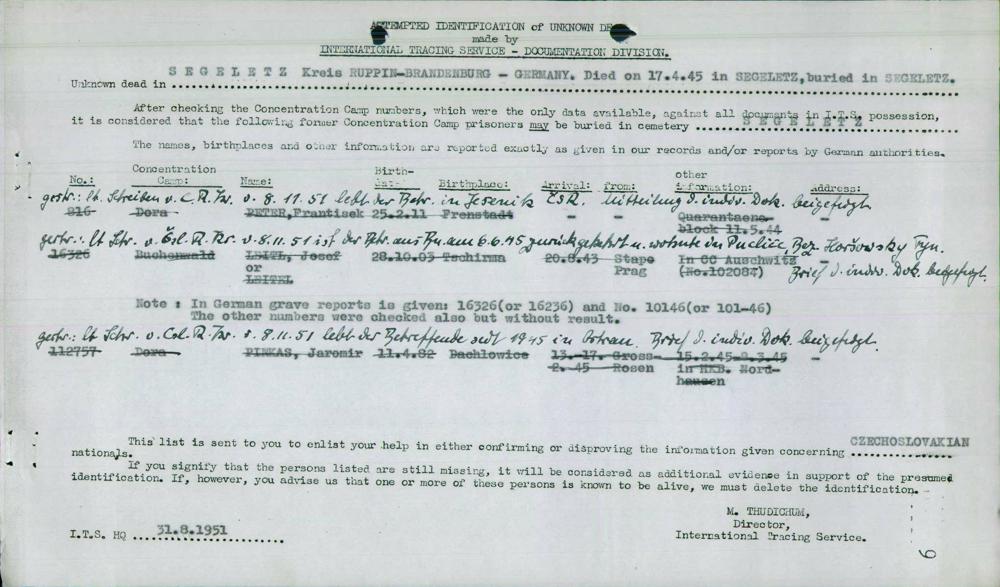 ATTEMPTED IDENTIFICATION of UNKNOWN DE
made by
INTERNATIONAL TRACING SERVICE - DOCUMENTATION DIVISION.
Unknown dead in SEGELETZ Kreis RUPPIN-BRANDENBURG - GERMANY. Died on 17.4.45 in SEGELETZ,buried in SEGELETZ.
After checking the Concentration Camp numbers, which were the only data available, against all documents in I.T.S. possession,
it is considered that the following former Concentration Camp prisoners may be buried in cemetery SEGELETZ
The names, birthplaces and other information are reported exactly as given in our records and/or reports by German authorities.
No.: Concentration Camp: Name: Birth-date: Birthplace: Arrival: from: other information: address:
gestr.: lt. Schreiben v. C.R.Kr. v. 8.11.51 lebt der Betr. in Jesenik ČSR. Mitteilung i. indiv. Dok. beigefügt
816 Dora PETER,Frantisek 25.2.11 Frenstadt - - Quarantaene- -
block 11.5.44
gestr.: lt Schr. v. Čsl.R.Kr. v. 8.11.51 ist der Betr. aus am 6.6.45 zurückgekehrt u. wohnte in Puclice, Bez. Horšovsky Tyn.
16326 Buchenwald LEITL, Josef 28.10.03 Tschirma 20.8.43 Stapo In CC Auschwitz -
or Prag (No.102087) Brief i. indiv. Dok. beigefügt.
LEITEL
Note : In German grave reports is given: 16326(or 16236) and No. 10146(or 101-46)
The other numbers were checked also but without result.
gestr.: lt Schr. v. Csl.R.Kr. v. 8.11.51 lebt der Betreffende seit 1945 in Ostrau. Brief i. indiv. Dok. beigefügt.
112757 Dora PINKAS, Jaromir 11.4.82 Bachlowice 13.-17. Gross- 15.2.45-9.3.45 -
2. 45 Rosen in HKB. Nord-
hausen
This list is sent to you to enlist your help in either confirming or disproving the information given concerning CZECHOSLOVAKIAN
nationals.
If you signify that the persons listed are still missing, it will be considered as additional evidence in support of the presumed
identification. If, however, you advise us that one or more of these persons is known to be alive, we must delete the identification. -
M. THUDICHUM,
Director,
International Tracing Service.
I.T.S. HQ 31.8.1951
9